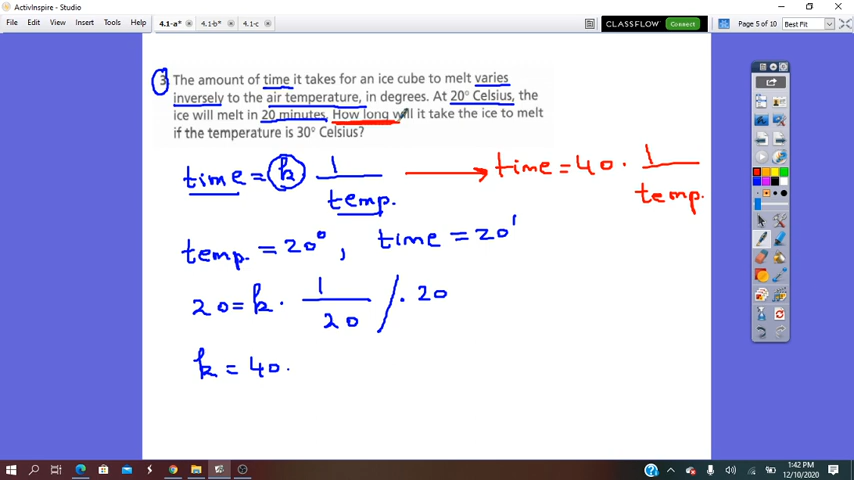 ActivInspire - Studio
File Edit View Insert Tools Help
4.1-a* 4.1-b* 4.1-c
CLASSFLOW Connect
Page 5 of 10 Best Fit
3. The amount of time it takes for an ice cube to melt varies
inversely to the air temperature, in degrees. At 20° Celsius, the
ice will melt in 20 minutes. How long will it take the ice to melt
if the temperature is 30° Celsius?
time = k 1/temp. → time = 40 · 1/temp.
temp. = 20°, time = 20'
20 = k · 1/20 / · 20
k = 40.
1:42 PM
12/10/2020